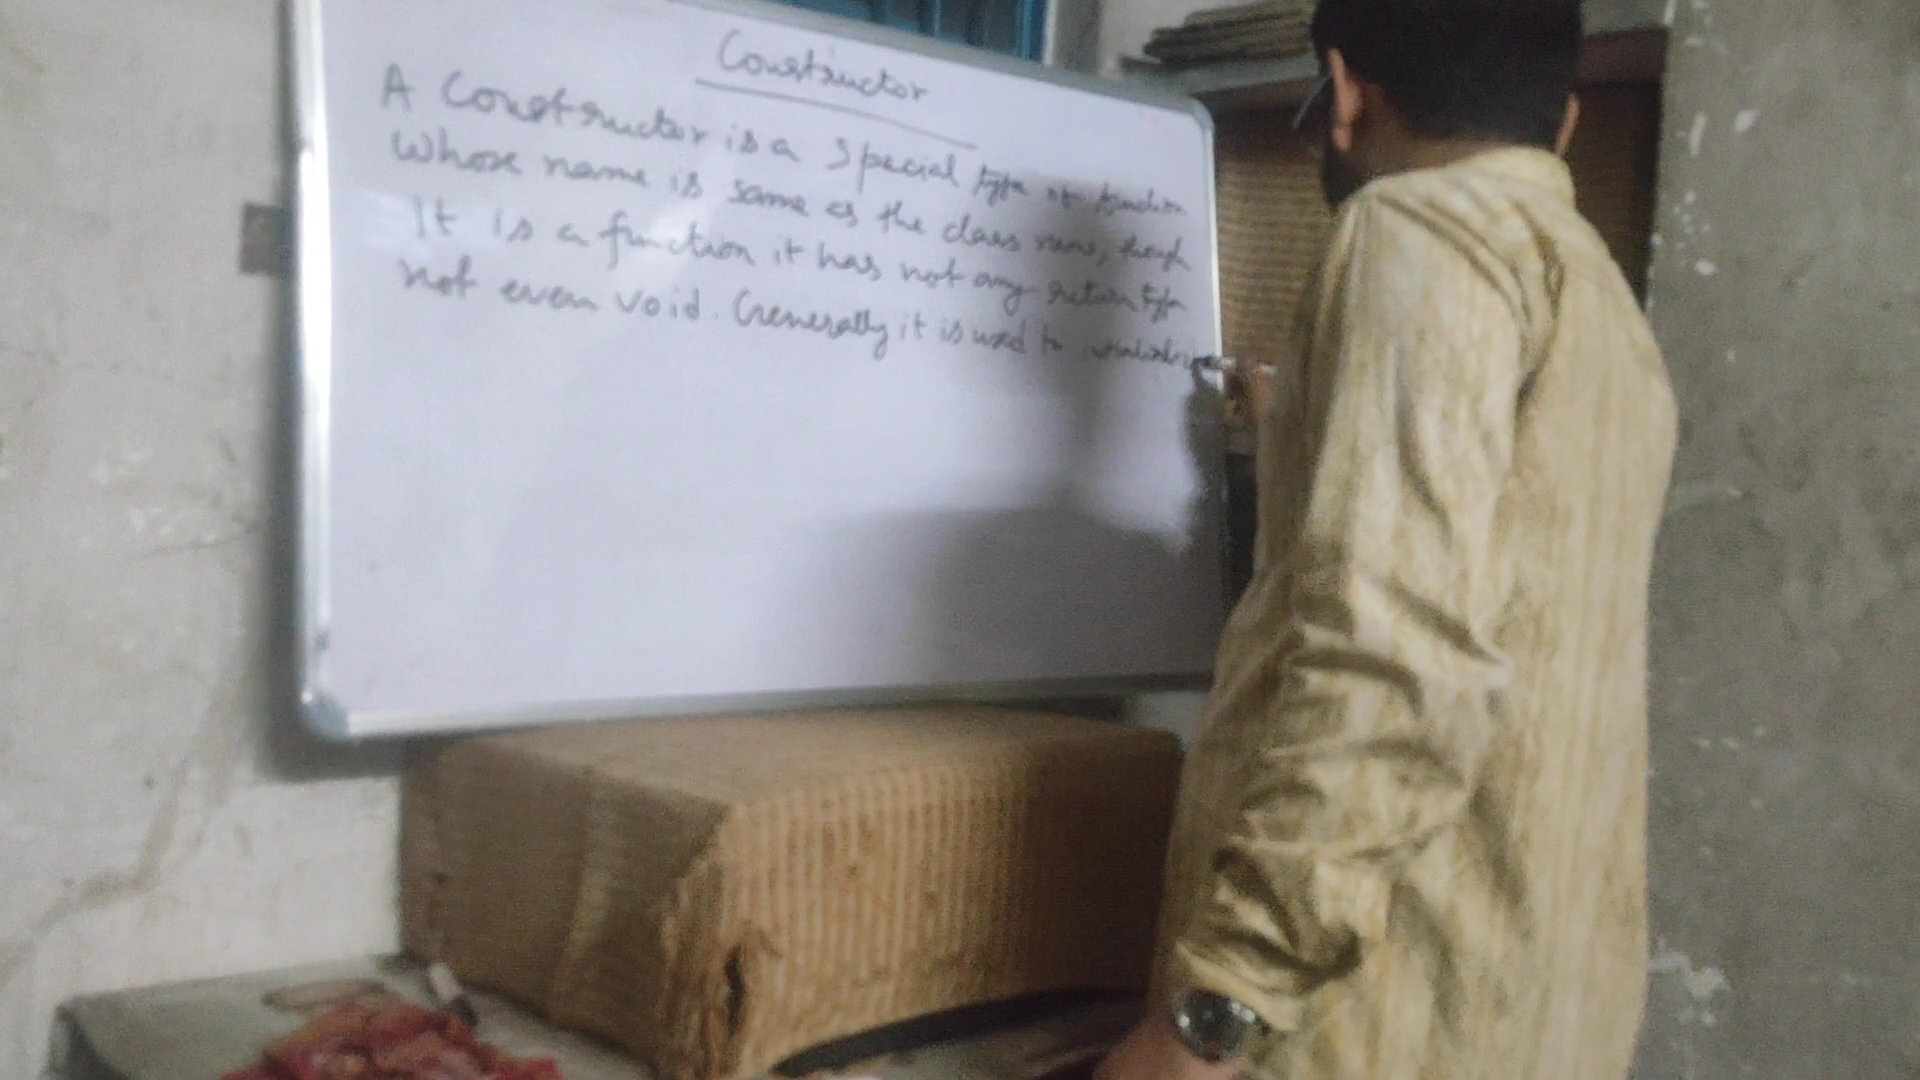 Constructor
A Constructor is a special type of function
whose name is same as the class name, though
It is a function it has not any return type
not even void. Generally it is used to